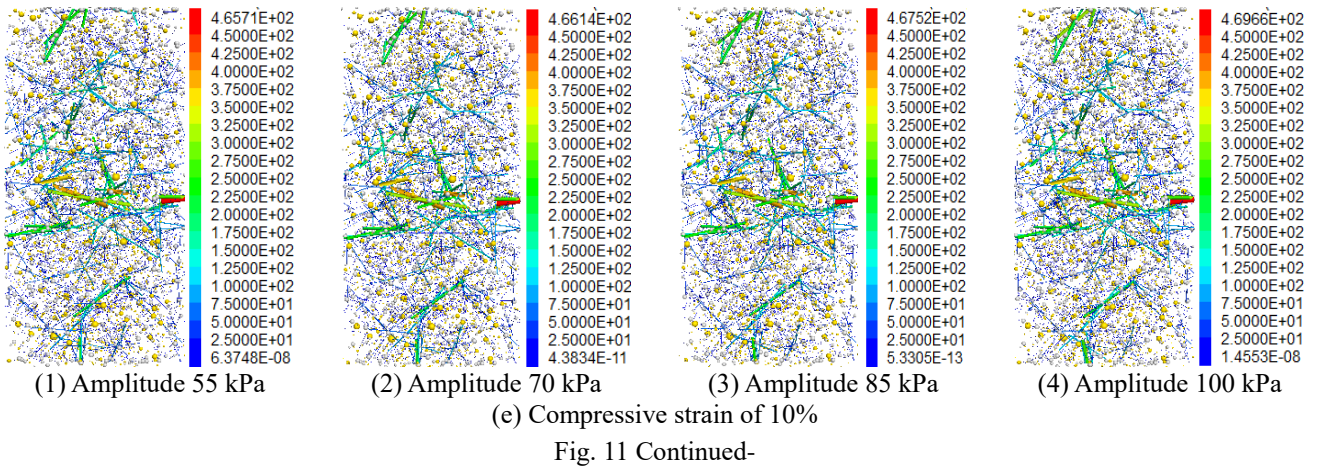 4.6571E+02
4.5000E+02
4.2500E+02
4.0000E+02
3.7500E+02
3.5000E+02
3.2500E+02
3.0000E+02
2.7500E+02
2.5000E+02
2.2500E+02
2.0000E+02
1.7500E+02
1.5000E+02
1.2500E+02
1.0000E+02
7.5000E+01
5.0000E+01
2.5000E+01
6.3748E-08
(1) Amplitude 55 kPa
4.6614E+02
4.5000E+02
4.2500E+02
4.0000E+02
3.7500E+02
3.5000E+02
3.2500E+02
3.0000E+02
2.7500E+02
2.5000E+02
2.2500E+02
2.0000E+02
1.7500E+02
1.5000E+02
1.2500E+02
1.0000E+02
7.5000E+01
5.0000E+01
2.5000E+01
4.3834E-11
(2) Amplitude 70 kPa
4.6752E+02
4.5000E+02
4.2500E+02
4.0000E+02
3.7500E+02
3.5000E+02
3.2500E+02
3.0000E+02
2.7500E+02
2.5000E+02
2.2500E+02
2.0000E+02
1.7500E+02
1.5000E+02
1.2500E+02
1.0000E+02
7.5000E+01
5.0000E+01
2.5000E+01
5.3305E-13
(3) Amplitude 85 kPa
4.6966E+02
4.5000E+02
4.2500E+02
4.0000E+02
3.7500E+02
3.5000E+02
3.2500E+02
3.0000E+02
2.7500E+02
2.5000E+02
2.2500E+02
2.0000E+02
1.7500E+02
1.5000E+02
1.2500E+02
1.0000E+02
7.5000E+01
5.0000E+01
2.5000E+01
1.4553E-08
(4) Amplitude 100 kPa
(e) Compressive strain of 10%
Fig. 11 Continued-